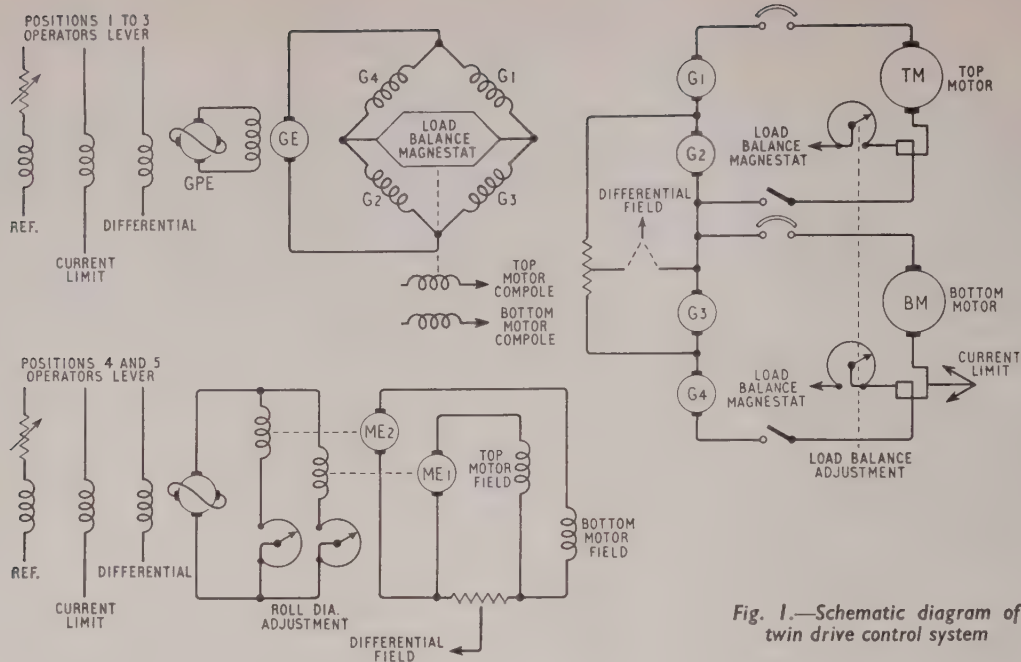 POSITIONS 1 TO 3
OPERATORS LEVER
REF.
CURRENT
LIMIT
DIFFERENTIAL
GPE
GE
G4
G1
LOAD
BALANCE
MAGNESTAT
G2
G3
TOP
MOTOR
COMPOLE
BOTTOM
MOTOR
COMPOLE
G1
G2
G3
G4
DIFFERENTIAL
FIELD
TM
TOP
MOTOR
LOAD
BALANCE
MAGNESTAT
BM
BOTTOM
MOTOR
LOAD
BALANCE
MAGNESTAT
CURRENT
LIMIT
LOAD BALANCE
ADJUSTMENT
POSITIONS 4 AND 5
OPERATORS LEVER
REF.
CURRENT
LIMIT
DIFFERENTIAL
ROLL DIA.
ADJUSTMENT
ME2
ME1
TOP
MOTOR
FIELD
BOTTOM
MOTOR
FIELD
DIFFERENTIAL
FIELD
Fig. 1.—Schematic diagram of
twin drive control system